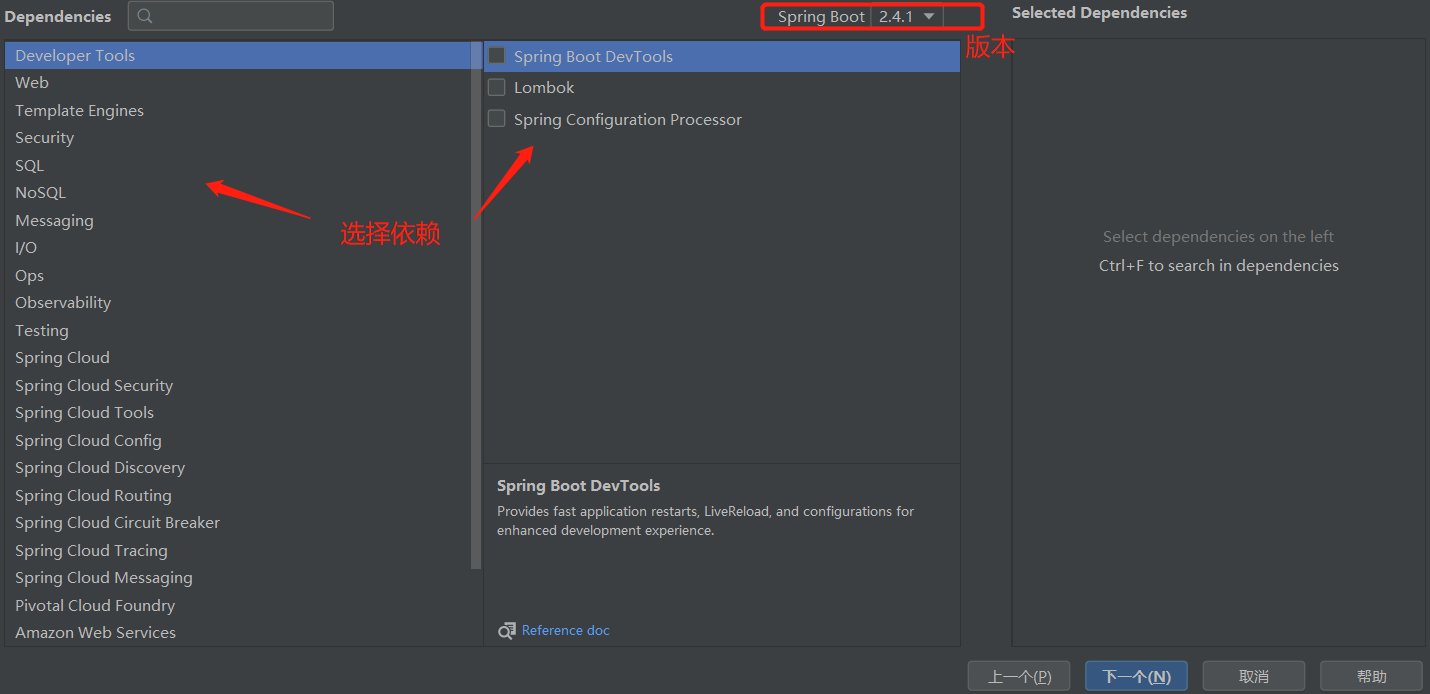 Dependencies
Spring Boot 2.4.1
版本
Selected Dependencies
Developer Tools
Web
Template Engines
Security
SQL
NoSQL
Messaging
I/O
Ops
Observability
Testing
Spring Cloud
Spring Cloud Security
Spring Cloud Tools
Spring Cloud Config
Spring Cloud Discovery
Spring Cloud Routing
Spring Cloud Circuit Breaker
Spring Cloud Tracing
Spring Cloud Messaging
Pivotal Cloud Foundry
Amazon Web Services
选择依赖
Spring Boot DevTools
Lombok
Spring Configuration Processor
Spring Boot DevTools
Provides fast application restarts, LiveReload, and configurations for
enhanced development experience.
Reference doc
Select dependencies on the left
Ctrl+F to search in dependencies
上一个(P)
下一个(N)
取消
帮助